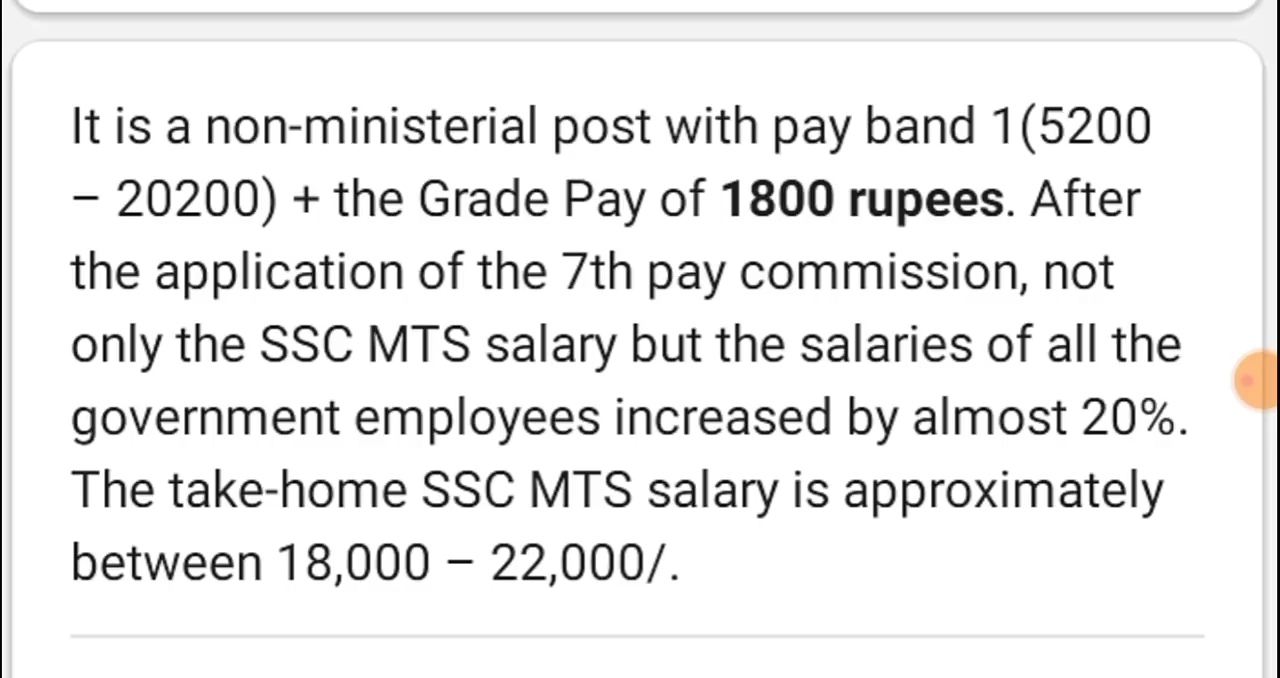 It is a non-ministerial post with pay band 1(5200
– 20200) + the Grade Pay of 1800 rupees. After
the application of the 7th pay commission, not
only the SSC MTS salary but the salaries of all the
government employees increased by almost 20%.
The take-home SSC MTS salary is approximately
between 18,000 – 22,000/.